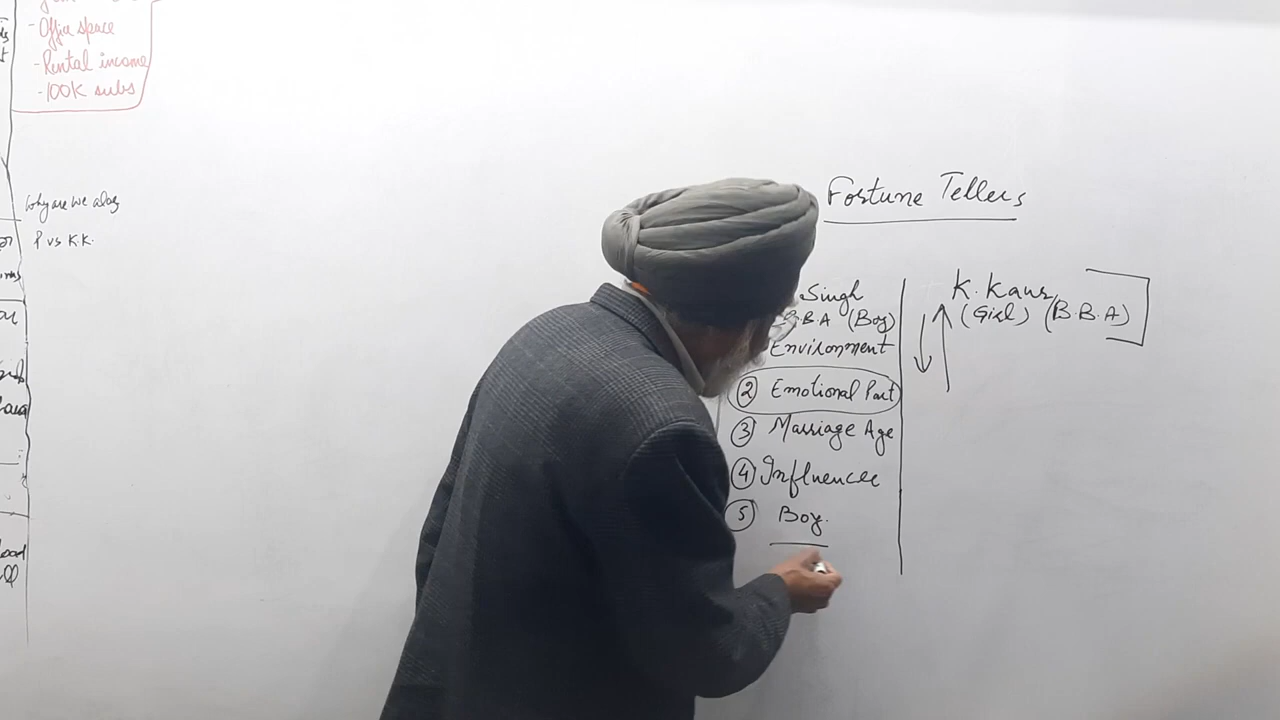 - Office space
- Rental income
- 100K subs
Why are we alag
P vs K K.
Fortune Tellers
Singh
B.B.A (Boy)
Environment
② Emotional Part
③ Marriage Age
④ Influencer
⑤ Boy.
K. Kaur
(Girl) (B.B.A)